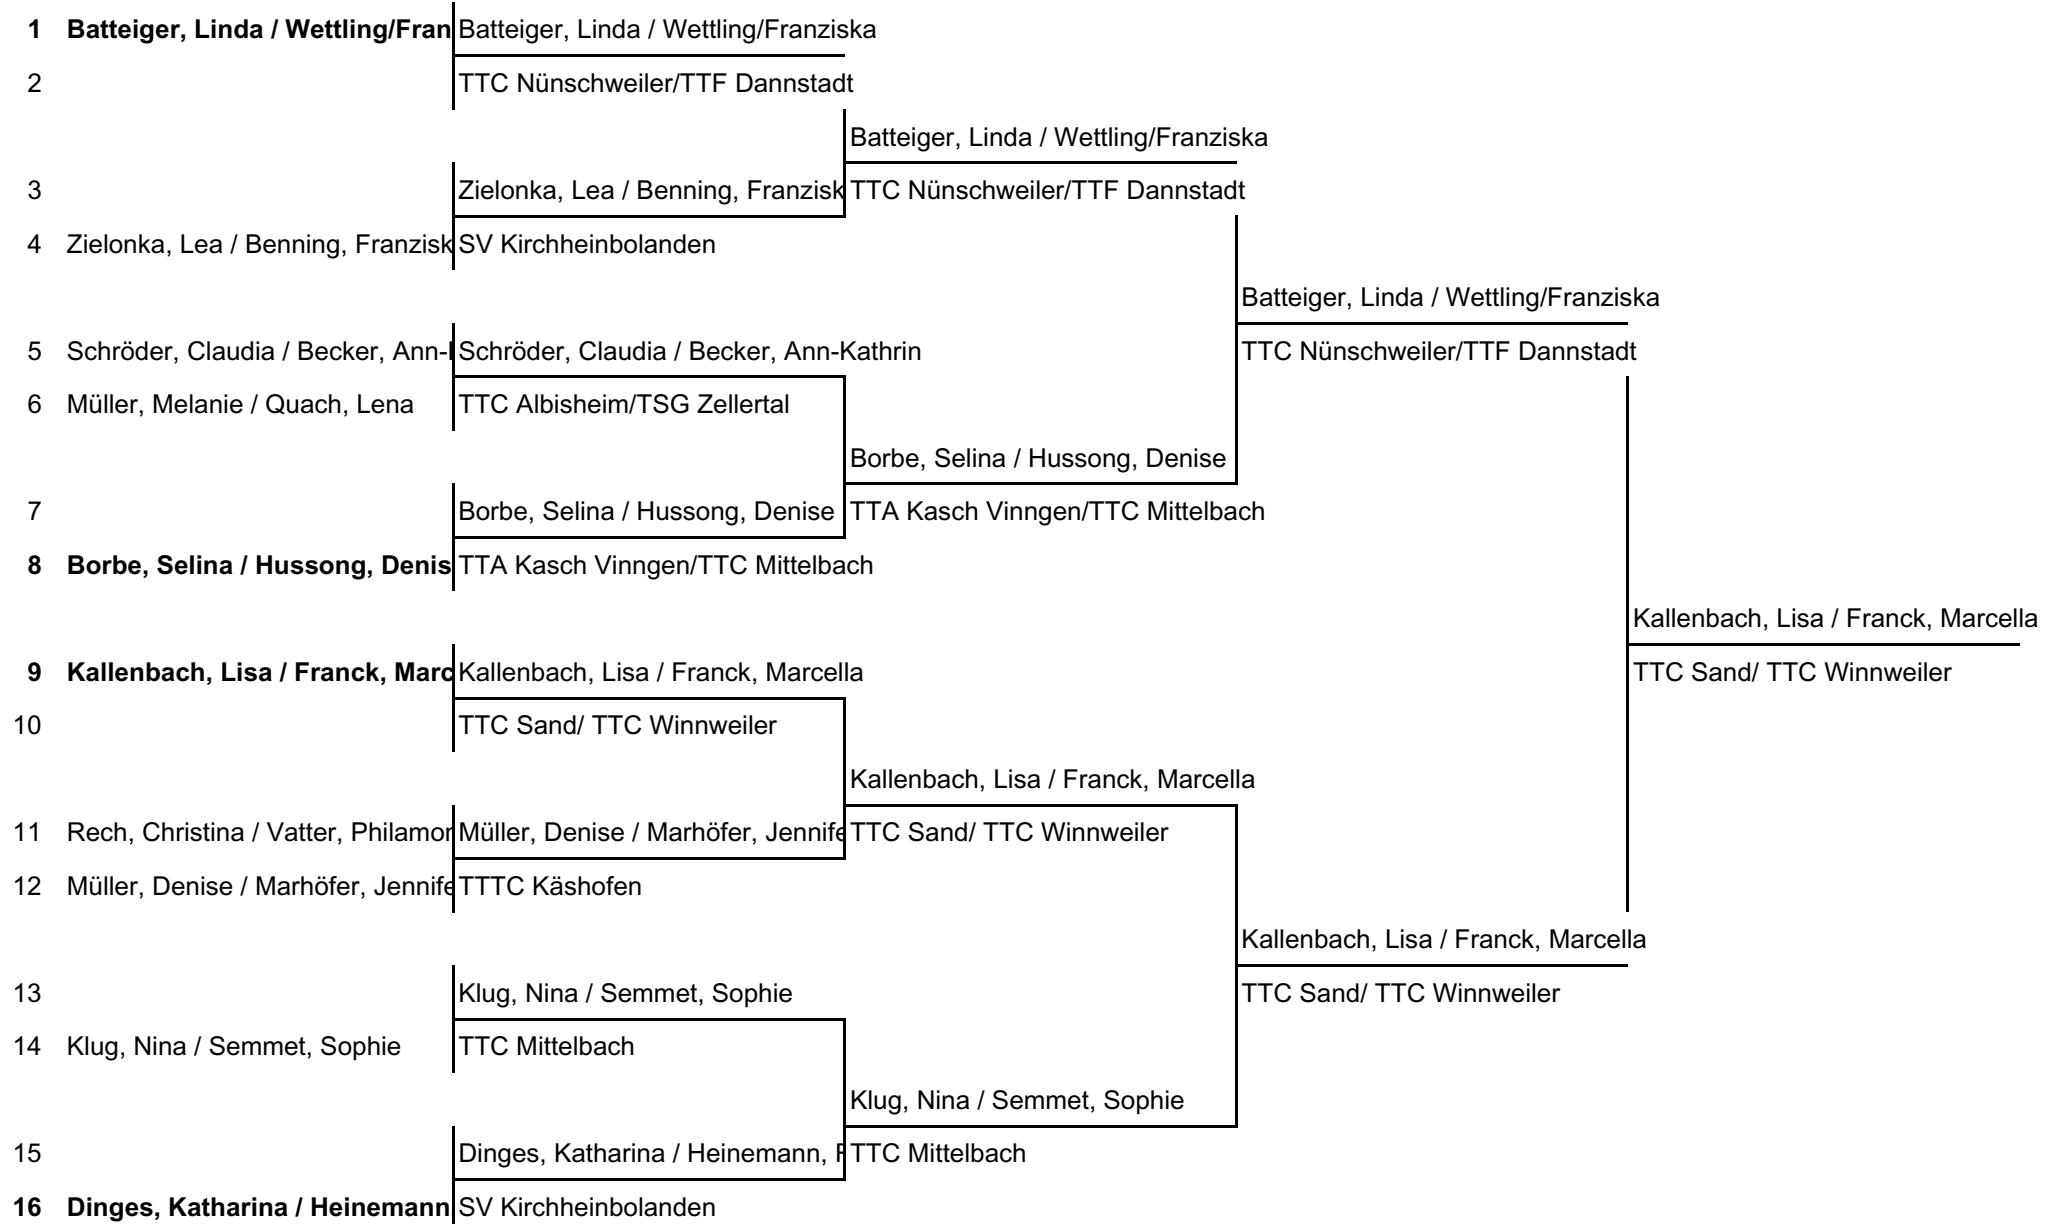 1 Batteiger, Linda / Wettling/Fran Batteiger, Linda / Wettling/Franziska
2 TTC Nünschweiler/TTF Dannstadt
Batteiger, Linda / Wettling/Franziska
3 Zielonka, Lea / Benning, Franzisk TTC Nünschweiler/TTF Dannstadt
4 Zielonka, Lea / Benning, Franzisk SV Kirchheinbolanden
Batteiger, Linda / Wettling/Franziska
5 Schröder, Claudia / Becker, Ann- Schröder, Claudia / Becker, Ann-Kathrin TTC Nünschweiler/TTF Dannstadt
6 Müller, Melanie / Quach, Lena TTC Albisheim/TSG Zellertal
Borbe, Selina / Hussong, Denise
7 Borbe, Selina / Hussong, Denise TTA Kasch Vinngen/TTC Mittelbach
8 Borbe, Selina / Hussong, Denis TTA Kasch Vinngen/TTC Mittelbach
Kallenbach, Lisa / Franck, Marcella
9 Kallenbach, Lisa / Franck, Marc Kallenbach, Lisa / Franck, Marcella TTC Sand/ TTC Winnweiler
10 TTC Sand/ TTC Winnweiler
Kallenbach, Lisa / Franck, Marcella
11 Rech, Christina / Vatter, Philamor Müller, Denise / Marhöfer, Jennife TTC Sand/ TTC Winnweiler
12 Müller, Denise / Marhöfer, Jennife TTTC Käshofen
Kallenbach, Lisa / Franck, Marcella
13 Klug, Nina / Semmet, Sophie TTC Sand/ TTC Winnweiler
14 Klug, Nina / Semmet, Sophie TTC Mittelbach
Klug, Nina / Semmet, Sophie
15 Dinges, Katharina / Heinemann, TTC Mittelbach
16 Dinges, Katharina / Heinemann SV Kirchheinbolanden